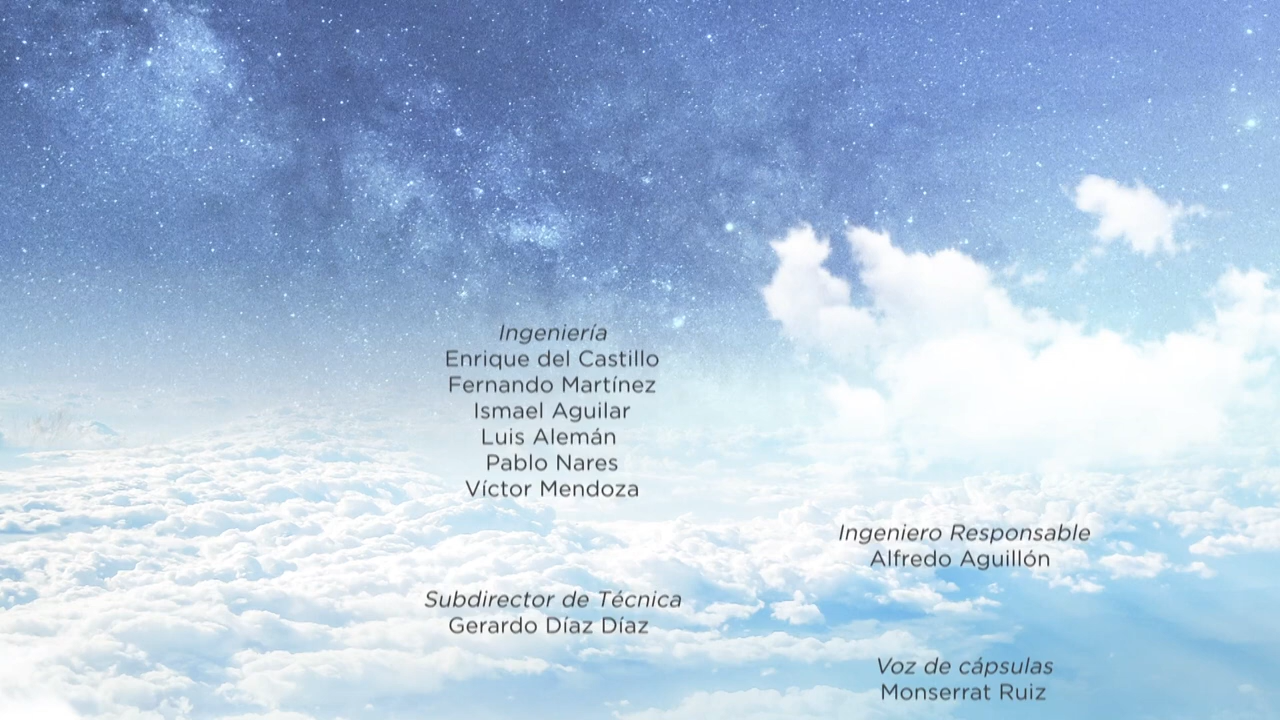 Ingeniería
Enrique del Castillo
Fernando Martínez
Ismael Aguilar
Luis Alemán
Pablo Nares
Víctor Mendoza
Ingeniero Responsable
Alfredo Aguillón
Subdirector de Técnica
Gerardo Díaz Díaz
Voz de cápsulas
Monserrat Ruiz